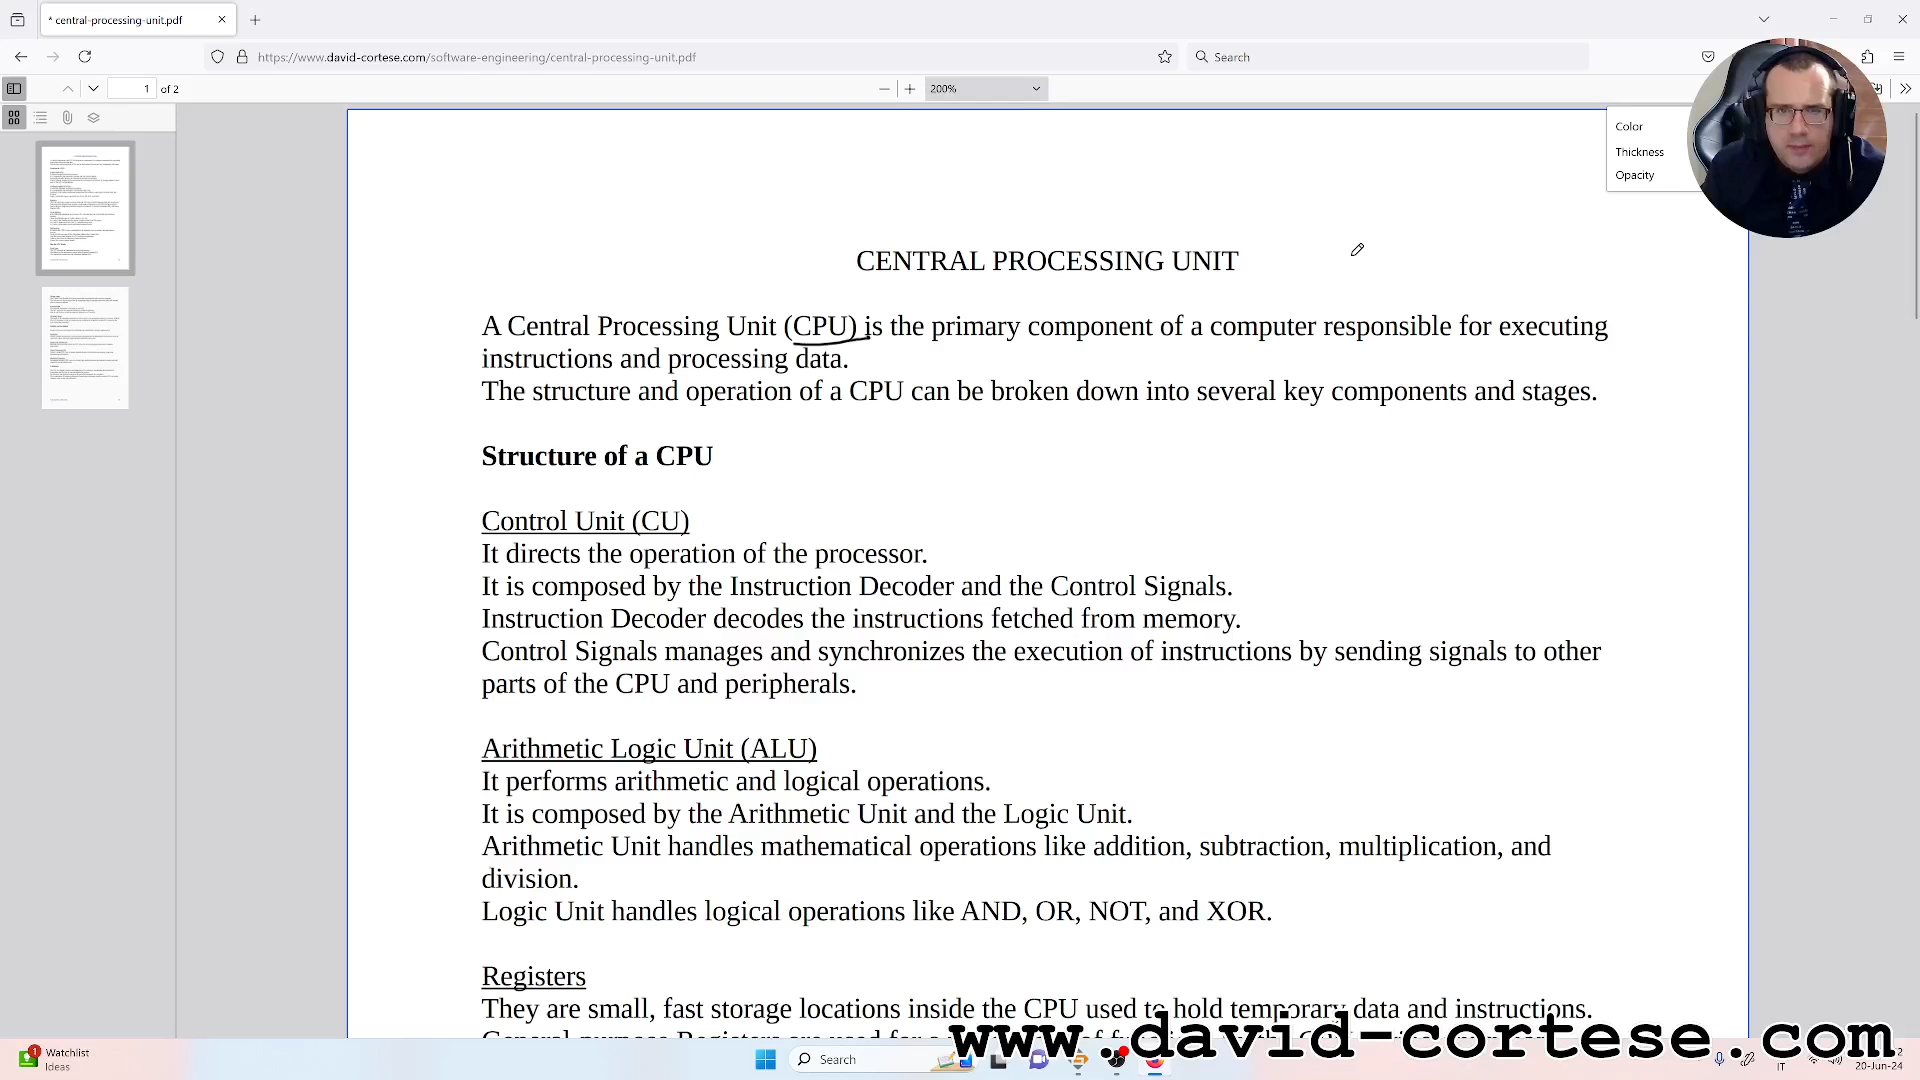 * central-processing-unit.pdf
https://www.david-cortese.com/software-engineering/central-processing-unit.pdf
Search
1 of 2
200%
Color
Thickness
Opacity
CENTRAL PROCESSING UNIT
A Central Processing Unit (CPU) is the primary component of a computer responsible for executing
instructions and processing data.
The structure and operation of a CPU can be broken down into several key components and stages.
Structure of a CPU
Control Unit (CU)
It directs the operation of the processor.
It is composed by the Instruction Decoder and the Control Signals.
Instruction Decoder decodes the instructions fetched from memory.
Control Signals manages and synchronizes the execution of instructions by sending signals to other
parts of the CPU and peripherals.
Arithmetic Logic Unit (ALU)
It performs arithmetic and logical operations.
It is composed by the Arithmetic Unit and the Logic Unit.
Arithmetic Unit handles mathematical operations like addition, subtraction, multiplication, and
division.
Logic Unit handles logical operations like AND, OR, NOT, and XOR.
Registers
They are small, fast storage locations inside the CPU used to hold temporary data and instructions.
www.david-cortese.com
1
Watchlist
Ideas
Search
IT
20-Jun-24